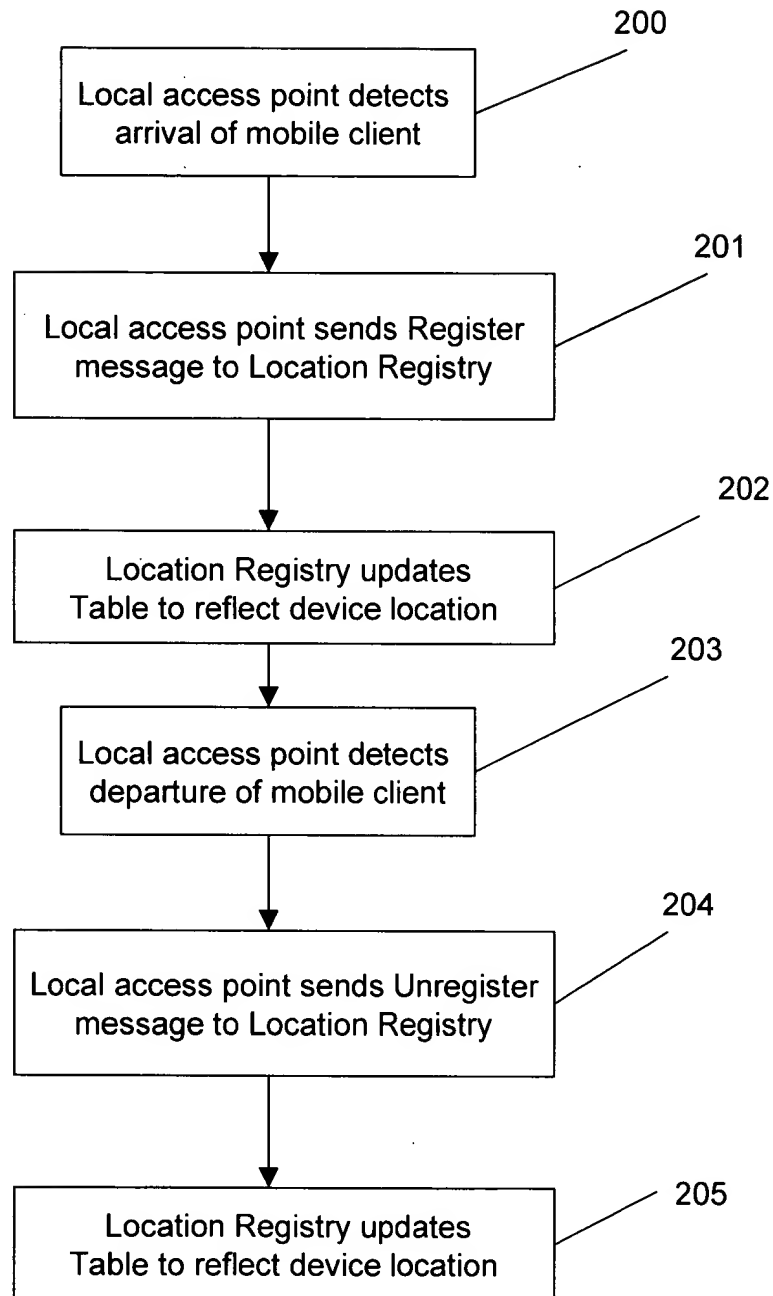 200
Local access point detects
arrival of mobile client
201
Local access point sends Register
message to Location Registry
202
Location Registry updates
Table to reflect device location
203
Local access point detects
departure of mobile client
204
Local access point sends Unregister
message to Location Registry
205
Location Registry updates
Table to reflect device location